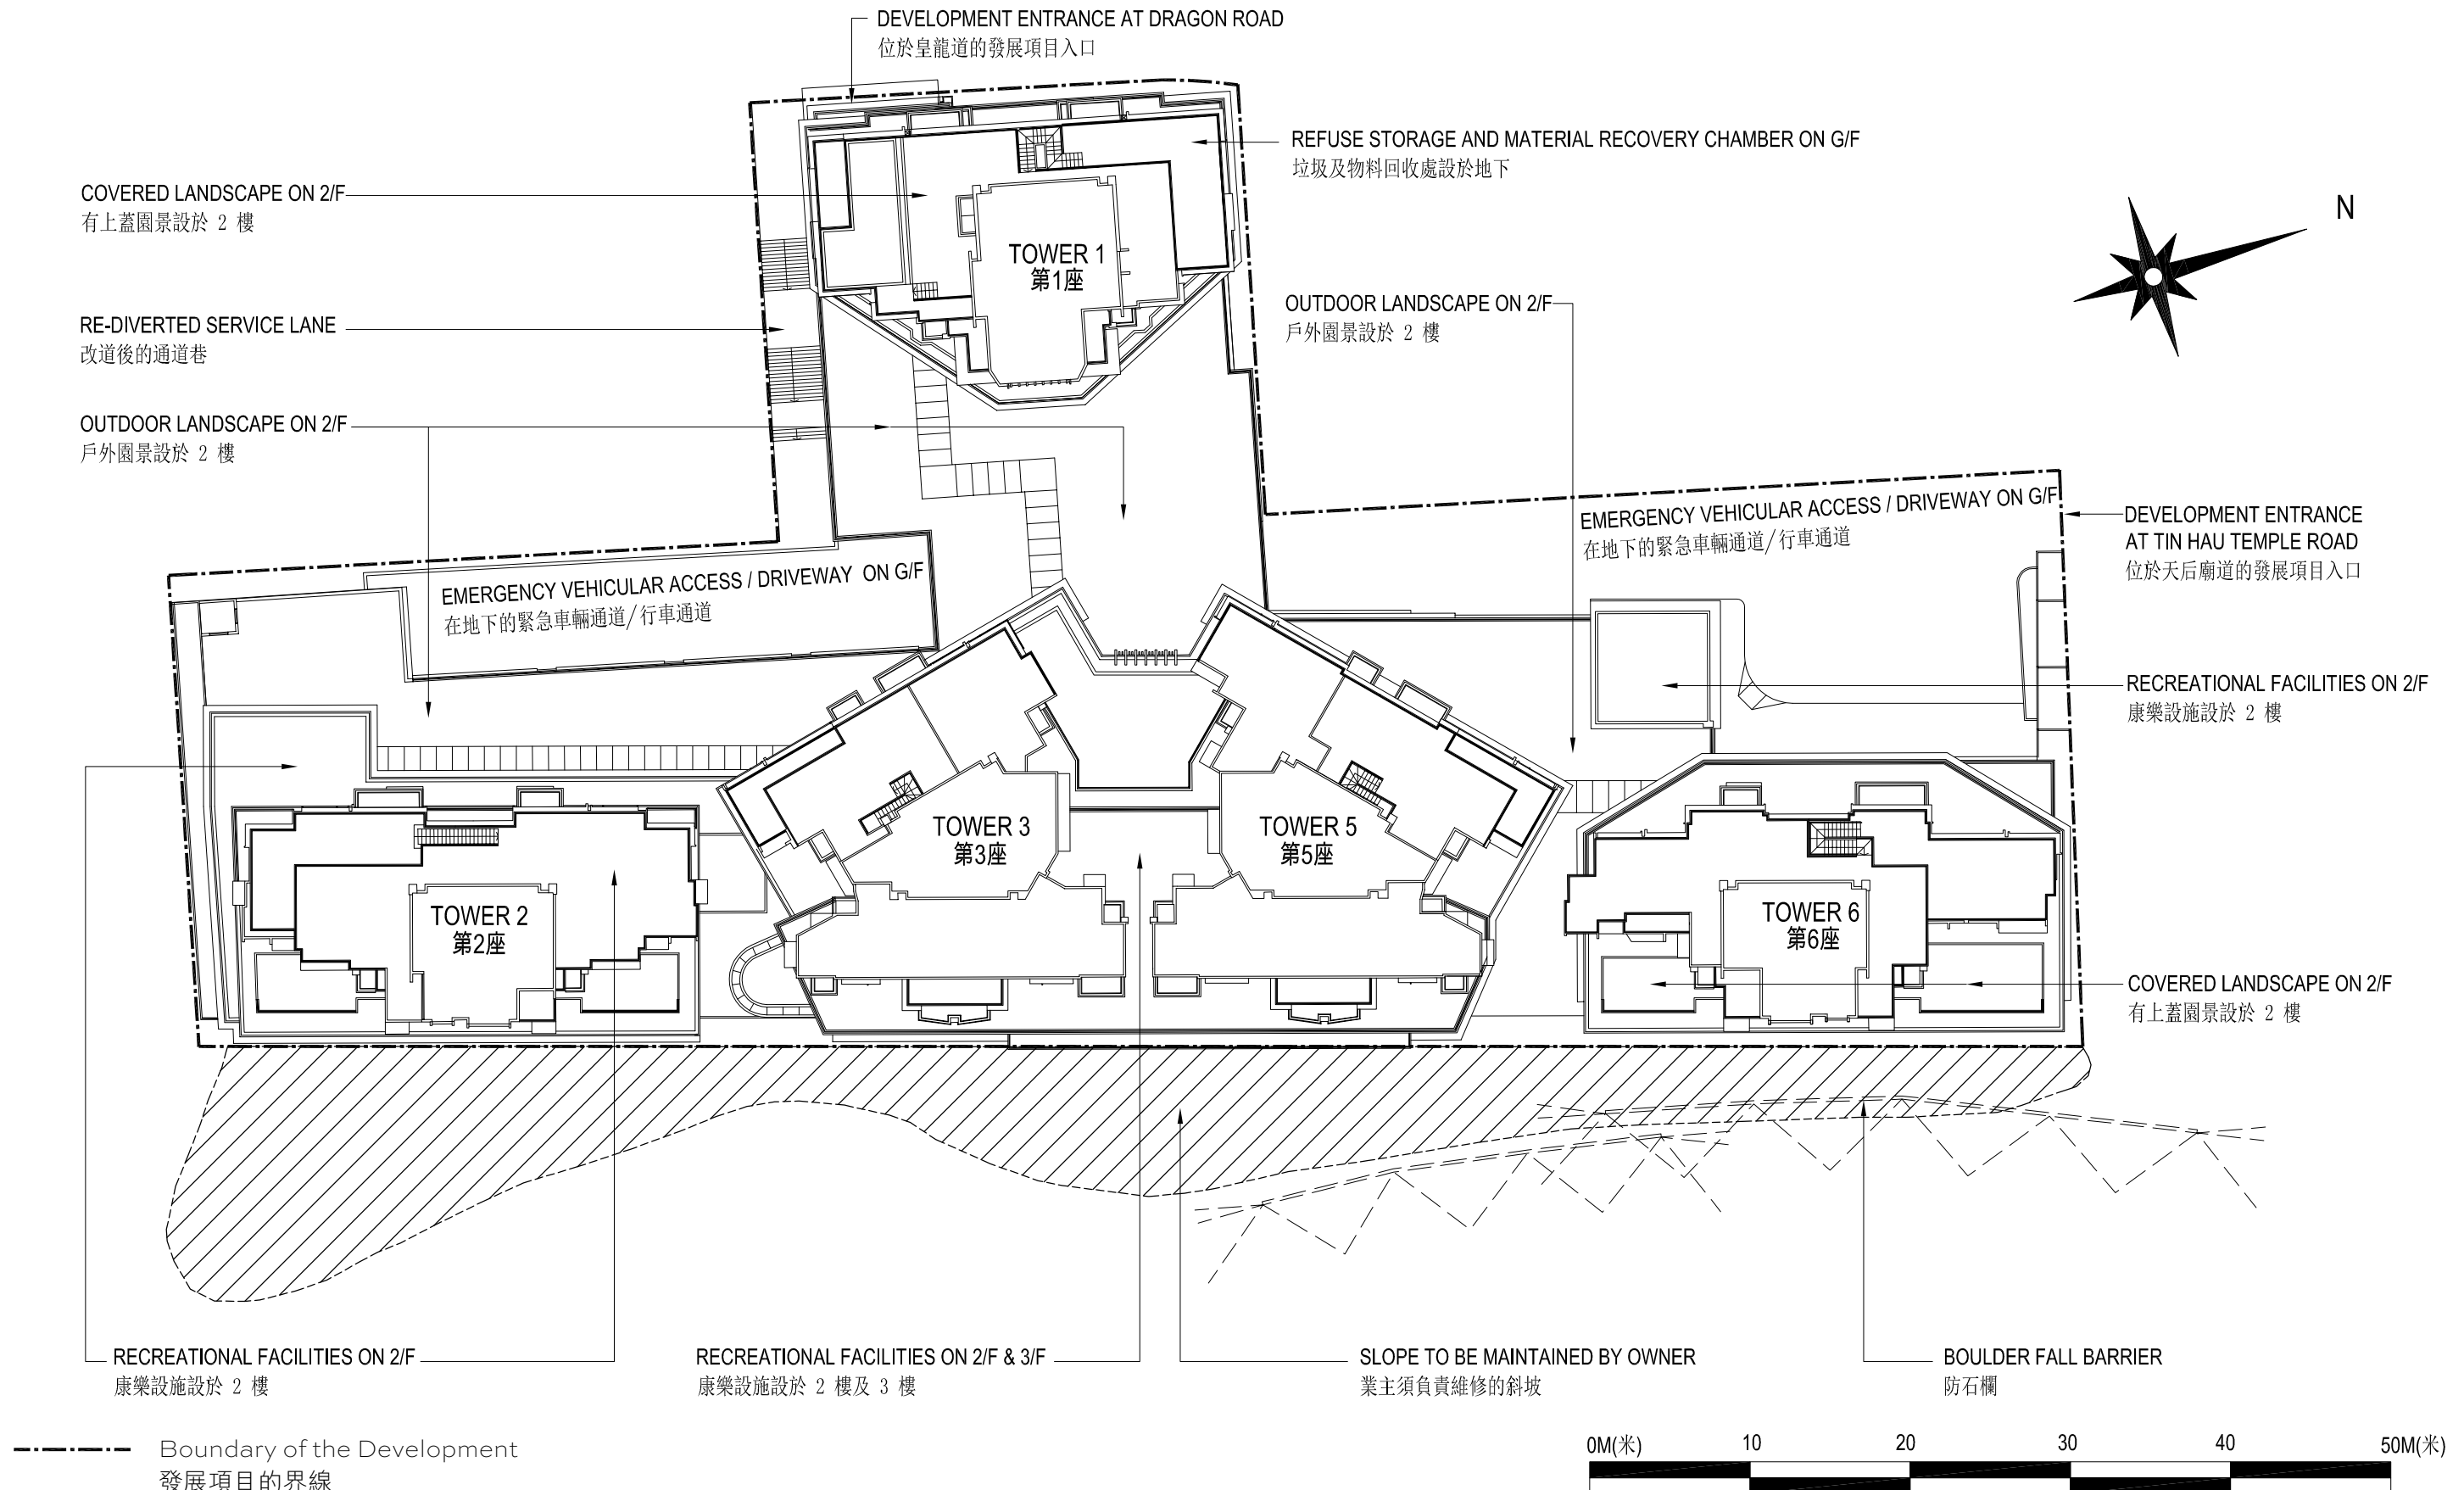 DEVELOPMENT ENTRANCE AT DRAGON ROAD
位於皇龍道的發展項目入口
REFUSE STORAGE AND MATERIAL RECOVERY CHAMBER ON G/F
垃圾及物料回收處設於地下
COVERED LANDSCAPE ON 2/F
有上蓋園景設於 2 樓
N
TOWER 1
第1座
OUTDOOR LANDSCAPE ON 2/F
戶外園景設於 2 樓
RE-DIVERTED SERVICE LANE
改道後的通道巷
OUTDOOR LANDSCAPE ON 2/F
戶外園景設於 2 樓
EMERGENCY VEHICULAR ACCESS / DRIVEWAY ON G/F
在地下的緊急車輛通道/行車通道
DEVELOPMENT ENTRANCE
AT TIN HAU TEMPLE ROAD
位於天后廟道的發展項目入口
EMERGENCY VEHICULAR ACCESS / DRIVEWAY ON G/F
在地下的緊急車輛通道/行車通道
RECREATIONAL FACILITIES ON 2/F
康樂設施設於 2 樓
TOWER 3
第3座
TOWER 5
第5座
TOWER 2
第2座
TOWER 6
第6座
COVERED LANDSCAPE ON 2/F
有上蓋園景設於 2 樓
RECREATIONAL FACILITIES ON 2/F
康樂設施設於 2 樓
RECREATIONAL FACILITIES ON 2/F & 3/F
康樂設施設於 2 樓及 3 樓
SLOPE TO BE MAINTAINED BY OWNER
業主須負責維修的斜坡
BOULDER FALL BARRIER
防石欄
Boundary of the Development
發展項目的界線
0M(米) 10 20 30 40 50M(米)